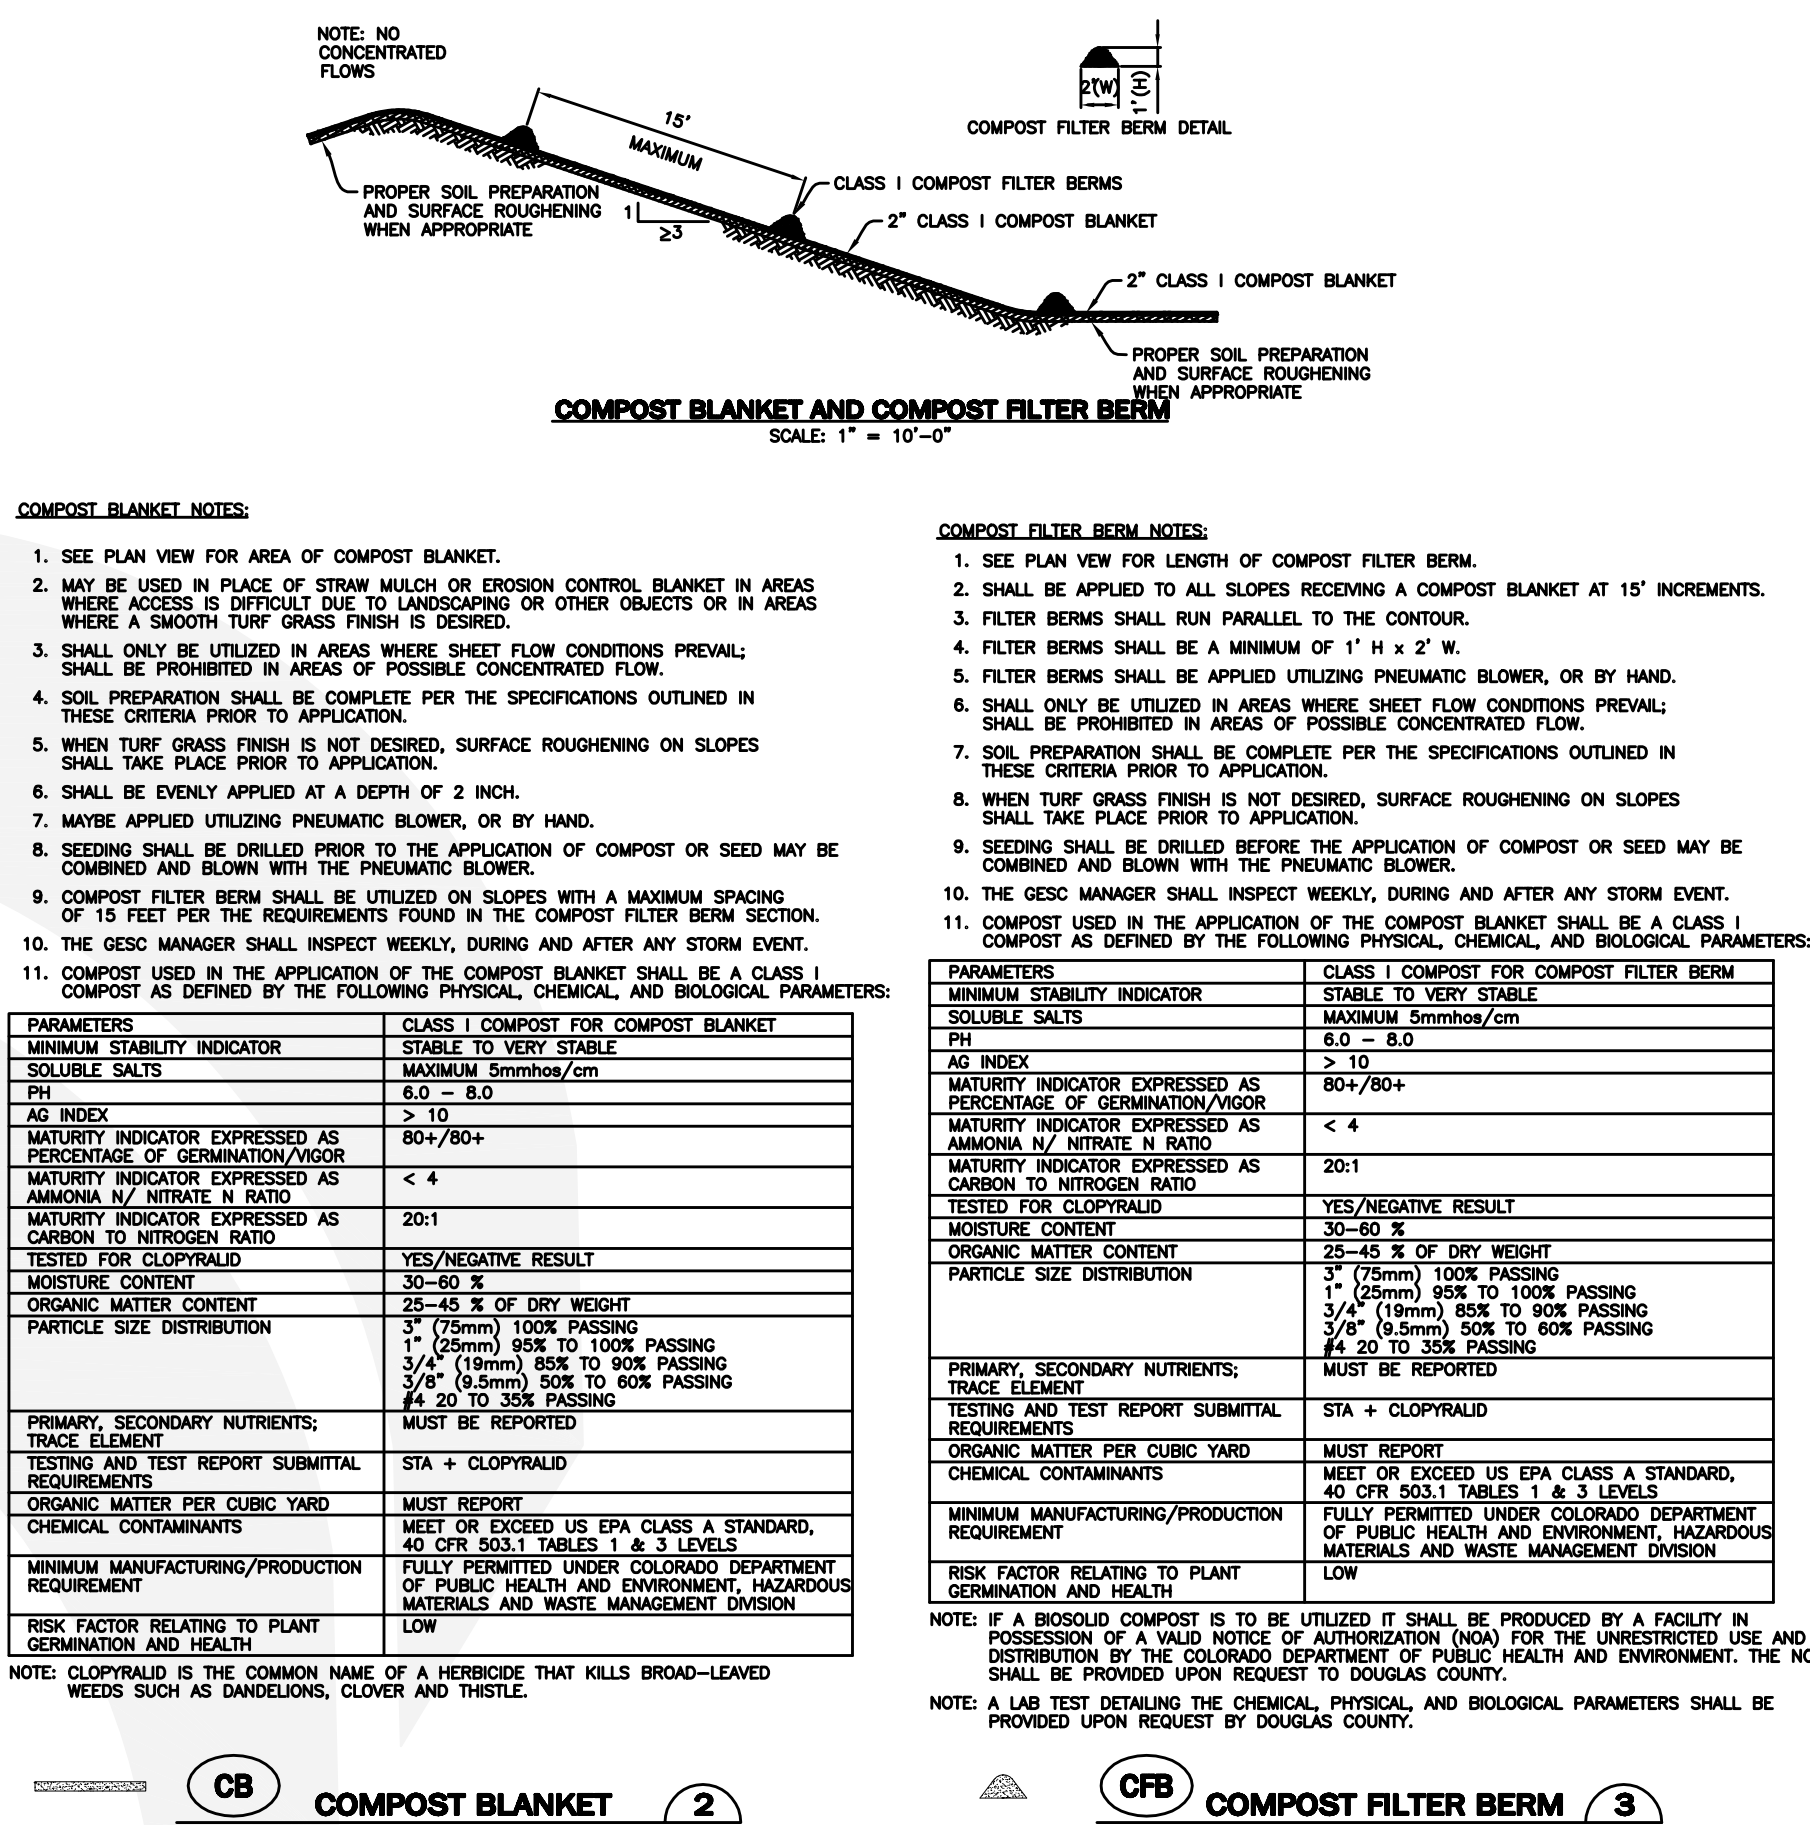 NOTE: NO
CONCENTRATED
FLOWS
15'
MAXIMUM
2'(W)
1'(H)
COMPOST FILTER BERM DETAIL
CLASS I COMPOST FILTER BERMS
PROPER SOIL PREPARATION
AND SURFACE ROUGHENING
WHEN APPROPRIATE
1
≥3
2" CLASS I COMPOST BLANKET
2" CLASS I COMPOST BLANKET
PROPER SOIL PREPARATION
AND SURFACE ROUGHENING
WHEN APPROPRIATE
COMPOST BLANKET AND COMPOST FILTER BERM
SCALE: 1" = 10'-0"
COMPOST BLANKET NOTES:
1. SEE PLAN VIEW FOR AREA OF COMPOST BLANKET.
2. MAY BE USED IN PLACE OF STRAW MULCH OR EROSION CONTROL BLANKET IN AREAS
WHERE ACCESS IS DIFFICULT DUE TO LANDSCAPING OR OTHER OBJECTS OR IN AREAS
WHERE A SMOOTH TURF GRASS FINISH IS DESIRED.
3. SHALL ONLY BE UTILIZED IN AREAS WHERE SHEET FLOW CONDITIONS PREVAIL;
SHALL BE PROHIBITED IN AREAS OF POSSIBLE CONCENTRATED FLOW.
4. SOIL PREPARATION SHALL BE COMPLETE PER THE SPECIFICATIONS OUTLINED IN
THESE CRITERIA PRIOR TO APPLICATION.
5. WHEN TURF GRASS FINISH IS NOT DESIRED, SURFACE ROUGHENING ON SLOPES
SHALL TAKE PLACE PRIOR TO APPLICATION.
6. SHALL BE EVENLY APPLIED AT A DEPTH OF 2 INCH.
7. MAYBE APPLIED UTILIZING PNEUMATIC BLOWER, OR BY HAND.
8. SEEDING SHALL BE DRILLED PRIOR TO THE APPLICATION OF COMPOST OR SEED MAY BE
COMBINED AND BLOWN WITH THE PNEUMATIC BLOWER.
9. COMPOST FILTER BERM SHALL BE UTILIZED ON SLOPES WITH A MAXIMUM SPACING
OF 15 FEET PER THE REQUIREMENTS FOUND IN THE COMPOST FILTER BERM SECTION.
10. THE GESC MANAGER SHALL INSPECT WEEKLY, DURING AND AFTER ANY STORM EVENT.
11. COMPOST USED IN THE APPLICATION OF THE COMPOST BLANKET SHALL BE A CLASS I
COMPOST AS DEFINED BY THE FOLLOWING PHYSICAL, CHEMICAL, AND BIOLOGICAL PARAMETERS:
PARAMETERS CLASS I COMPOST FOR COMPOST BLANKET
MINIMUM STABILITY INDICATOR STABLE TO VERY STABLE
SOLUBLE SALTS MAXIMUM 5mmhos/cm
PH 6.0 - 8.0
AG INDEX > 10
MATURITY INDICATOR EXPRESSED AS 80+/80+
PERCENTAGE OF GERMINATION/VIGOR
MATURITY INDICATOR EXPRESSED AS < 4
AMMONIA N/ NITRATE N RATIO
MATURITY INDICATOR EXPRESSED AS 20:1
CARBON TO NITROGEN RATIO
TESTED FOR CLOPYRALID YES/NEGATIVE RESULT
MOISTURE CONTENT 30-60 %
ORGANIC MATTER CONTENT 25-45 % OF DRY WEIGHT
PARTICLE SIZE DISTRIBUTION 3" (75mm) 100% PASSING
1" (25mm) 95% TO 100% PASSING
3/4" (19mm) 85% TO 90% PASSING
3/8" (9.5mm) 50% TO 60% PASSING
#4 20 TO 35% PASSING
PRIMARY, SECONDARY NUTRIENTS; MUST BE REPORTED
TRACE ELEMENT
TESTING AND TEST REPORT SUBMITTAL STA + CLOPYRALID
REQUIREMENTS
ORGANIC MATTER PER CUBIC YARD MUST REPORT
CHEMICAL CONTAMINANTS MEET OR EXCEED US EPA CLASS A STANDARD,
40 CFR 503.1 TABLES 1 & 3 LEVELS
MINIMUM MANUFACTURING/PRODUCTION FULLY PERMITTED UNDER COLORADO DEPARTMENT
REQUIREMENT OF PUBLIC HEALTH AND ENVIRONMENT, HAZARDOUS
MATERIALS AND WASTE MANAGEMENT DIVISION
RISK FACTOR RELATING TO PLANT LOW
GERMINATION AND HEALTH
NOTE: CLOPYRALID IS THE COMMON NAME OF A HERBICIDE THAT KILLS BROAD-LEAVED
WEEDS SUCH AS DANDELIONS, CLOVER AND THISTLE.
CB
COMPOST BLANKET
2
COMPOST FILTER BERM NOTES:
1. SEE PLAN VEW FOR LENGTH OF COMPOST FILTER BERM.
2. SHALL BE APPLIED TO ALL SLOPES RECEIVING A COMPOST BLANKET AT 15' INCREMENTS.
3. FILTER BERMS SHALL RUN PARALLEL TO THE CONTOUR.
4. FILTER BERMS SHALL BE A MINIMUM OF 1' H x 2' W.
5. FILTER BERMS SHALL BE APPLIED UTILIZING PNEUMATIC BLOWER, OR BY HAND.
6. SHALL ONLY BE UTILIZED IN AREAS WHERE SHEET FLOW CONDITIONS PREVAIL;
SHALL BE PROHIBITED IN AREAS OF POSSIBLE CONCENTRATED FLOW.
7. SOIL PREPARATION SHALL BE COMPLETE PER THE SPECIFICATIONS OUTLINED IN
THESE CRITERIA PRIOR TO APPLICATION.
8. WHEN TURF GRASS FINISH IS NOT DESIRED, SURFACE ROUGHENING ON SLOPES
SHALL TAKE PLACE PRIOR TO APPLICATION.
9. SEEDING SHALL BE DRILLED BEFORE THE APPLICATION OF COMPOST OR SEED MAY BE
COMBINED AND BLOWN WITH THE PNEUMATIC BLOWER.
10. THE GESC MANAGER SHALL INSPECT WEEKLY, DURING AND AFTER ANY STORM EVENT.
11. COMPOST USED IN THE APPLICATION OF THE COMPOST BLANKET SHALL BE A CLASS I
COMPOST AS DEFINED BY THE FOLLOWING PHYSICAL, CHEMICAL, AND BIOLOGICAL PARAMETERS:
PARAMETERS CLASS I COMPOST FOR COMPOST FILTER BERM
MINIMUM STABILITY INDICATOR STABLE TO VERY STABLE
SOLUBLE SALTS MAXIMUM 5mmhos/cm
PH 6.0 - 8.0
AG INDEX > 10
MATURITY INDICATOR EXPRESSED AS 80+/80+
PERCENTAGE OF GERMINATION/VIGOR
MATURITY INDICATOR EXPRESSED AS < 4
AMMONIA N/ NITRATE N RATIO
MATURITY INDICATOR EXPRESSED AS 20:1
CARBON TO NITROGEN RATIO
TESTED FOR CLOPYRALID YES/NEGATIVE RESULT
MOISTURE CONTENT 30-60 %
ORGANIC MATTER CONTENT 25-45 % OF DRY WEIGHT
PARTICLE SIZE DISTRIBUTION 3" (75mm) 100% PASSING
1" (25mm) 95% TO 100% PASSING
3/4" (19mm) 85% TO 90% PASSING
3/8" (9.5mm) 50% TO 60% PASSING
#4 20 TO 35% PASSING
PRIMARY, SECONDARY NUTRIENTS; MUST BE REPORTED
TRACE ELEMENT
TESTING AND TEST REPORT SUBMITTAL STA + CLOPYRALID
REQUIREMENTS
ORGANIC MATTER PER CUBIC YARD MUST REPORT
CHEMICAL CONTAMINANTS MEET OR EXCEED US EPA CLASS A STANDARD,
40 CFR 503.1 TABLES 1 & 3 LEVELS
MINIMUM MANUFACTURING/PRODUCTION FULLY PERMITTED UNDER COLORADO DEPARTMENT
REQUIREMENT OF PUBLIC HEALTH AND ENVIRONMENT, HAZARDOUS
MATERIALS AND WASTE MANAGEMENT DIVISION
RISK FACTOR RELATING TO PLANT LOW
GERMINATION AND HEALTH
NOTE: IF A BIOSOLID COMPOST IS TO BE UTILIZED IT SHALL BE PRODUCED BY A FACILITY IN
POSSESSION OF A VALID NOTICE OF AUTHORIZATION (NOA) FOR THE UNRESTRICTED USE AND
DISTRIBUTION BY THE COLORADO DEPARTMENT OF PUBLIC HEALTH AND ENVIRONMENT. THE
SHALL BE PROVIDED UPON REQUEST TO DOUGLAS COUNTY.
NOTE: A LAB TEST DETAILING THE CHEMICAL, PHYSICAL, AND BIOLOGICAL PARAMETERS SHALL BE
PROVIDED UPON REQUEST BY DOUGLAS COUNTY.
CFB
COMPOST FILTER BERM
3